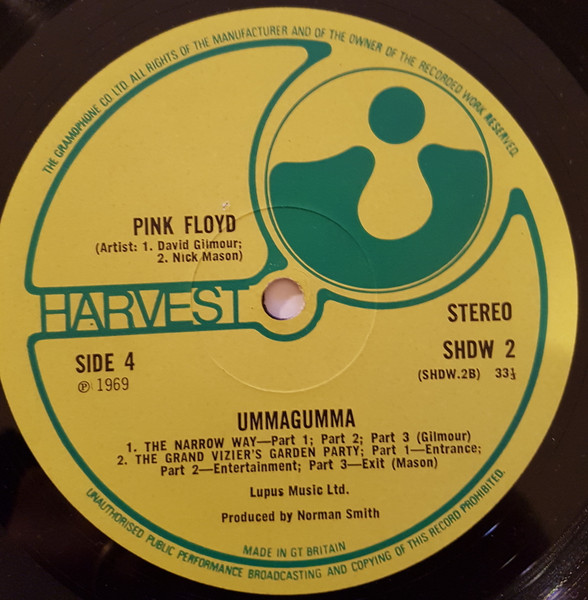 THE GRAMOPHONE CO LTD. ALL RIGHTS OF THE MANUFACTURER AND OF THE OWNER OF THE RECORDED WORK RESERVED.
PINK FLOYD
(Artist: 1. David Gilmour;
2. Nick Mason)
HARVEST
STEREO
SIDE 4
SHDW 2
℗ 1969
(SHDW.2B) 33⅓
UMMAGUMMA
1. THE NARROW WAY—Part 1; Part 2; Part 3 (Gilmour)
2. THE GRAND VIZIER'S GARDEN PARTY; Part 1—Entrance;
Part 2—Entertainment; Part 3—Exit (Mason)
Lupus Music Ltd.
Produced by Norman Smith
MADE IN GT BRITAIN
UNAUTHORISED PUBLIC PERFORMANCE BROADCASTING AND COPYING OF THIS RECORD PROHIBITED.